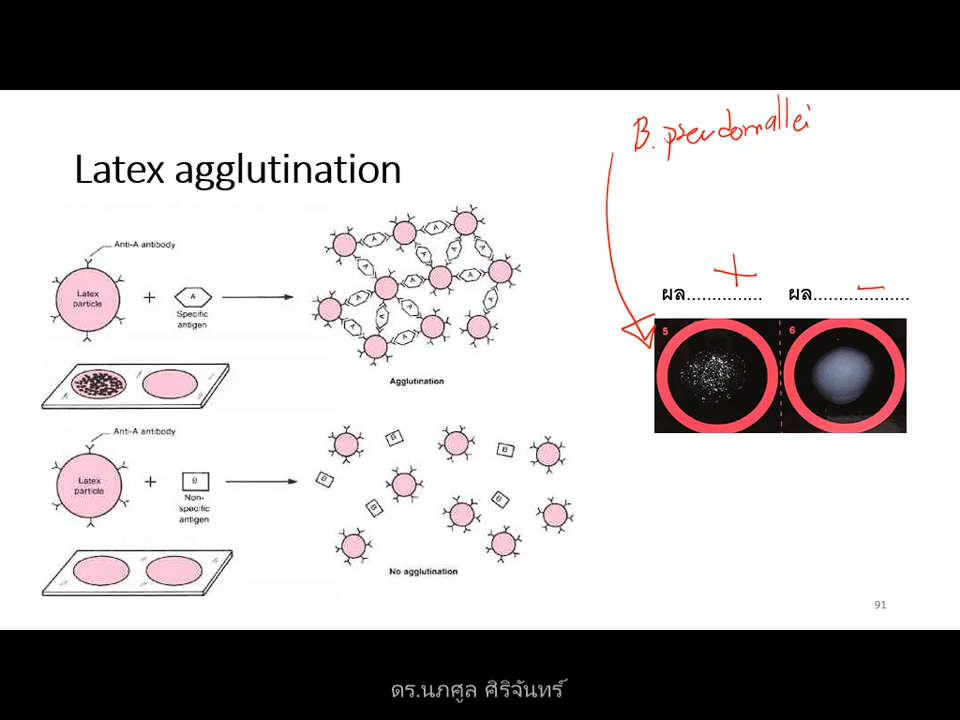 B. pseudomallei
Latex agglutination
Anti-A antibody
Latex
particle
+
A
Specific
antigen
A
A
A
A
A
A
A
A
A
A
A
Agglutination
+
-
ผล............... ผล....................
5
6
Anti-A antibody
Latex
particle
+
B
Non-
specific
antigen
B
B
B
B
B
No agglutination
91
ดร.นภศูล ศิริจันทร์